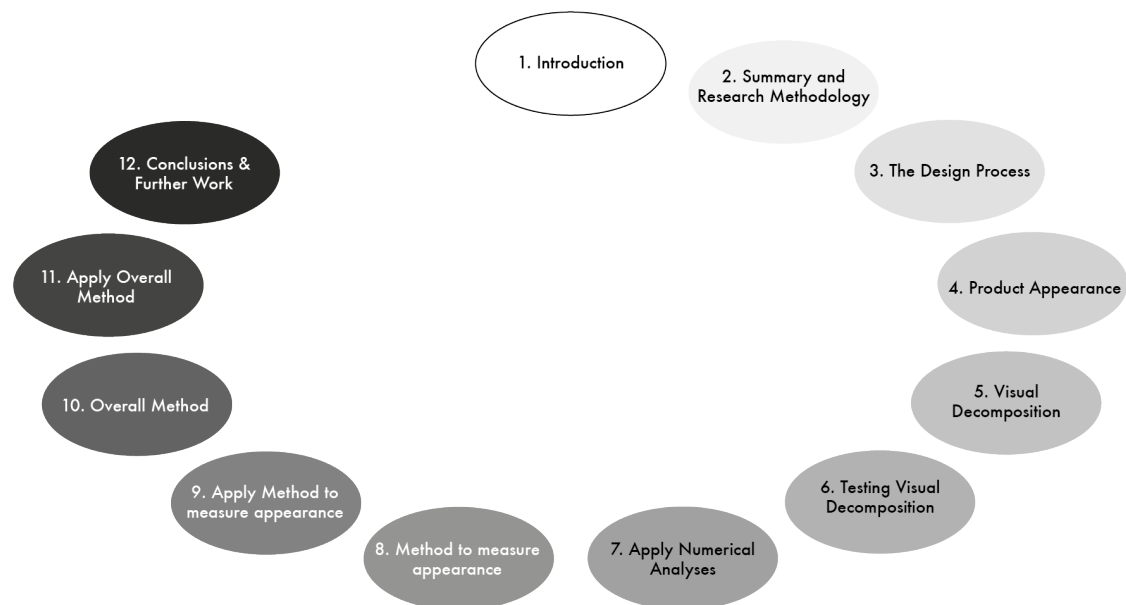 1. Introduction
2. Summary and
Research Methodology
3. The Design Process
4. Product Appearance
5. Visual
Decomposition
6. Testing Visual
Decomposition
7. Apply Numerical
Analyses
8. Method to measure
appearance
9. Apply Method to
measure appearance
10. Overall Method
11. Apply Overall
Method
12. Conclusions &
Further Work